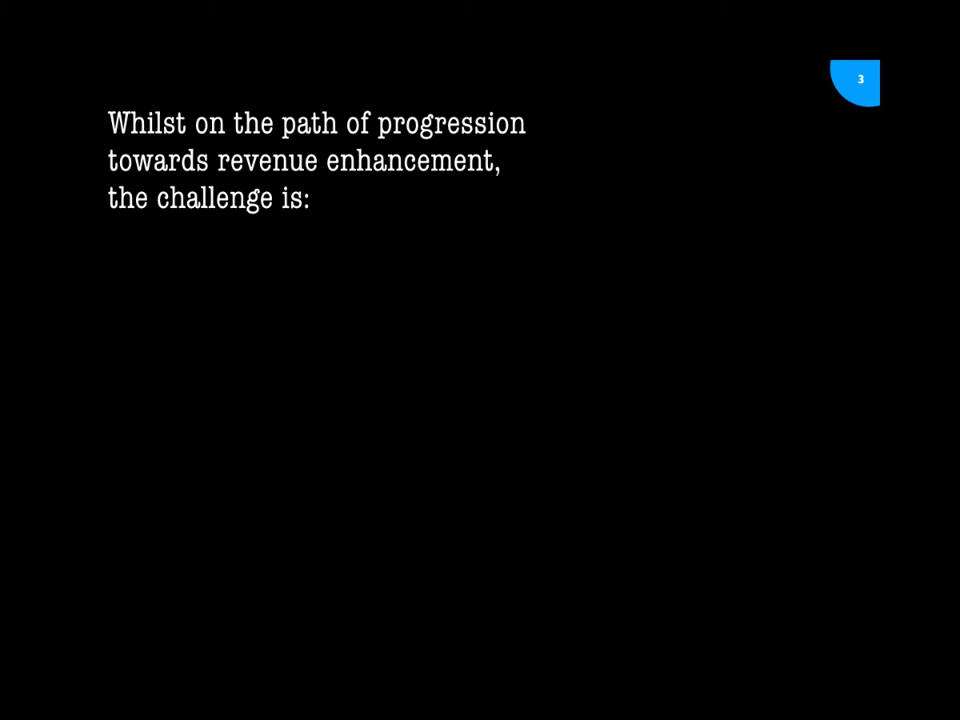 3
Whilst on the path of progression
towards revenue enhancement,
the challenge is: